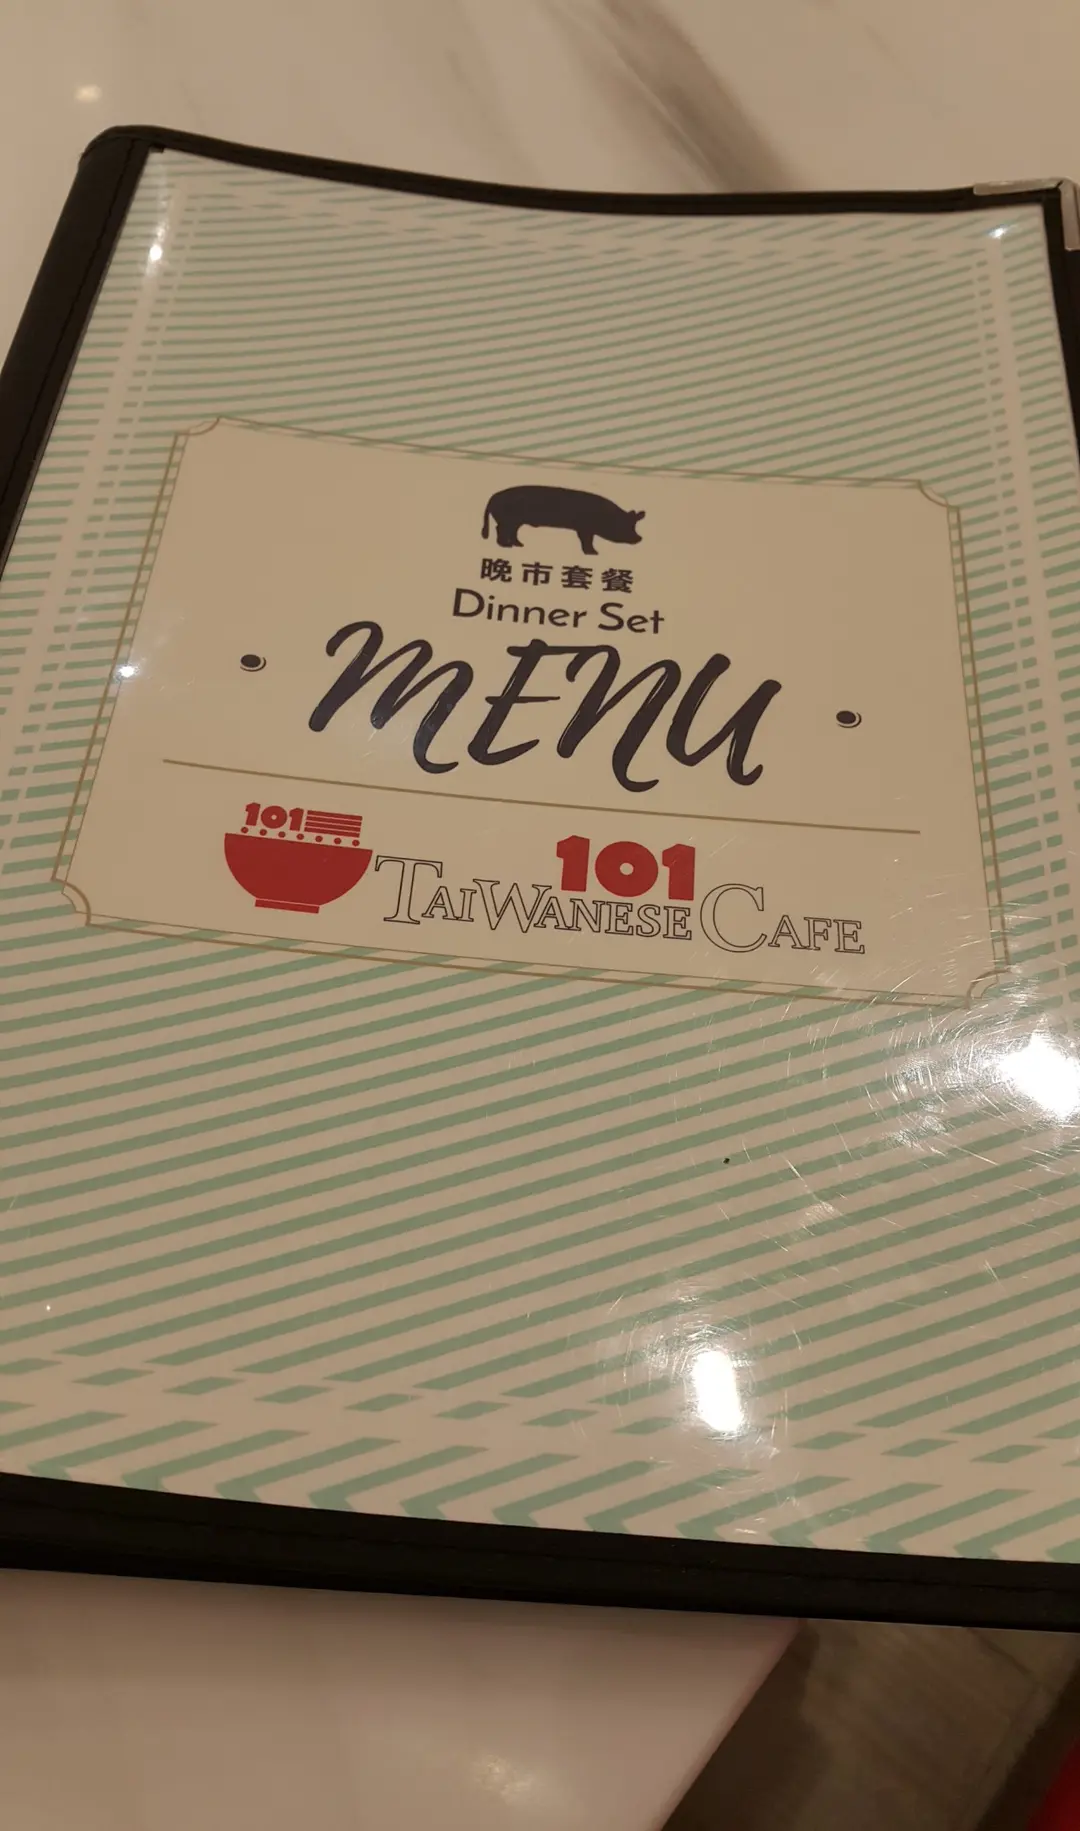 晚市套餐
Dinner Set
MENU
101
101
TAIWANESE CAFE